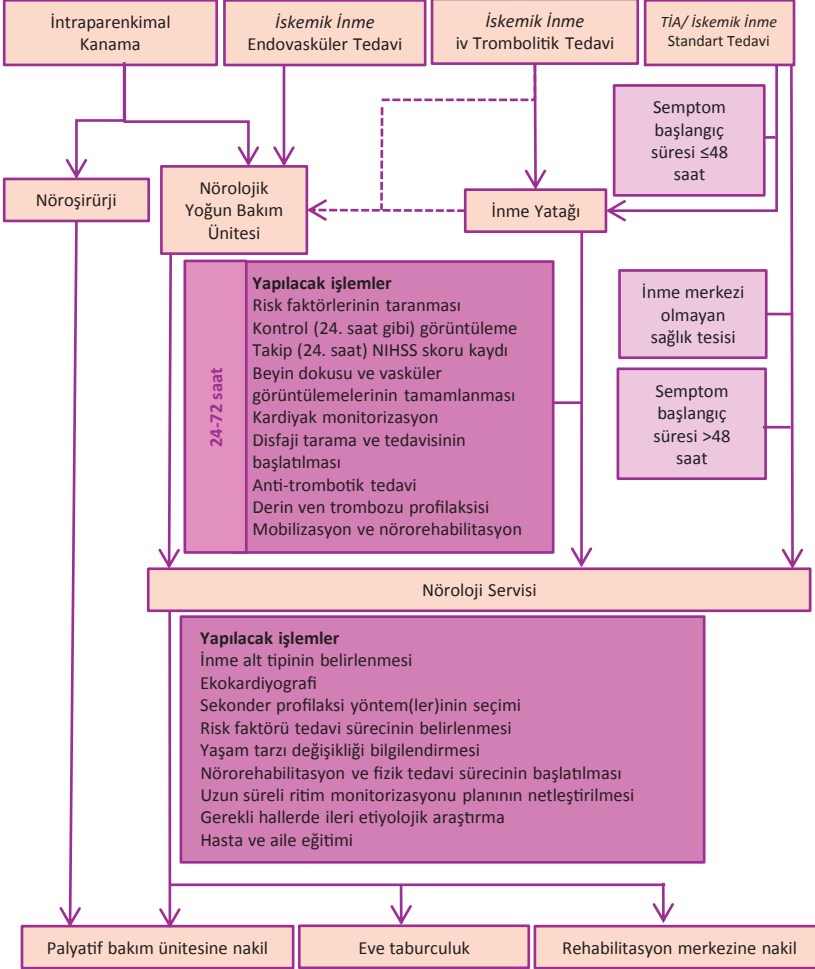 İntraparenkimal
Kanama
İskemik İnme
Endovasküler Tedavi
İskemik İnme
iv Trombolitik Tedavi
TİA/ İskemik İnme
Standart Tedavi
Semptom
başlangıç
süresi ≤48
saat
Nöroşirürji
Nörolojik
Yoğun Bakım
Ünitesi
İnme Yatağı
24-72 saat
Yapılacak işlemler
Risk faktörlerinin taranması
Kontrol (24. saat gibi) görüntüleme
Takip (24. saat) NIHSS skoru kaydı
Beyin dokusu ve vasküler
görüntülemelerinin tamamlanması
Kardiyak monitorizasyon
Disfaji tarama ve tedavisinin
başlatılması
Anti-trombotik tedavi
Derin ven trombozu profilaksisi
Mobilizasyon ve nörorehabilitasyon
İnme merkezi
olmayan
sağlık tesisi
Semptom
başlangıç
süresi >48
saat
Nöroloji Servisi
Yapılacak işlemler
İnme alt tipinin belirlenmesi
Ekokardiyografi
Sekonder profilaksi yöntem(ler)inin seçimi
Risk faktörü tedavi sürecinin belirlenmesi
Yaşam tarzı değişikliği bilgilendirmesi
Nörorehabilitasyon ve fizik tedavi sürecinin başlatılması
Uzun süreli ritim monitorizasyonu planının netleştirilmesi
Gerekli hallerde ileri etiyolojik araştırma
Hasta ve aile eğitimi
Palyatif bakım ünitesine nakil
Eve taburculuk
Rehabilitasyon merkezine nakil